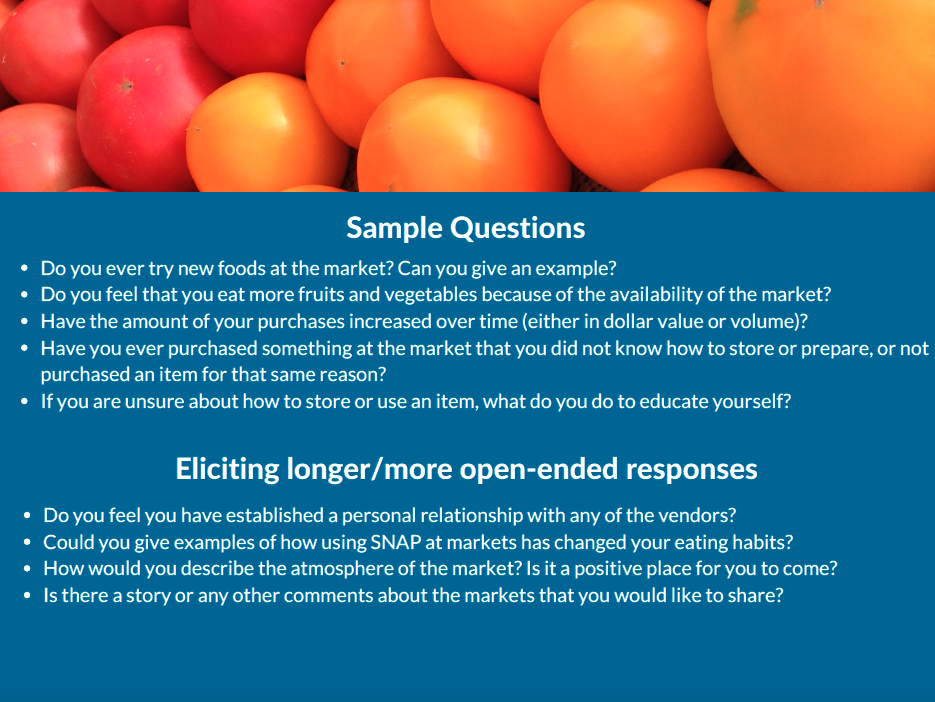 Sample Questions
• Do you ever try new foods at the market? Can you give an example?
• Do you feel that you eat more fruits and vegetables because of the availability of the market?
• Have the amount of your purchases increased over time (either in dollar value or volume)?
• Have you ever purchased something at the market that you did not know how to store or prepare, or not
purchased an item for that same reason?
• If you are unsure about how to store or use an item, what do you do to educate yourself?
Eliciting longer/more open-ended responses
• Do you feel you have established a personal relationship with any of the vendors?
• Could you give examples of how using SNAP at markets has changed your eating habits?
• How would you describe the atmosphere of the market? Is it a positive place for you to come?
• Is there a story or any other comments about the markets that you would like to share?